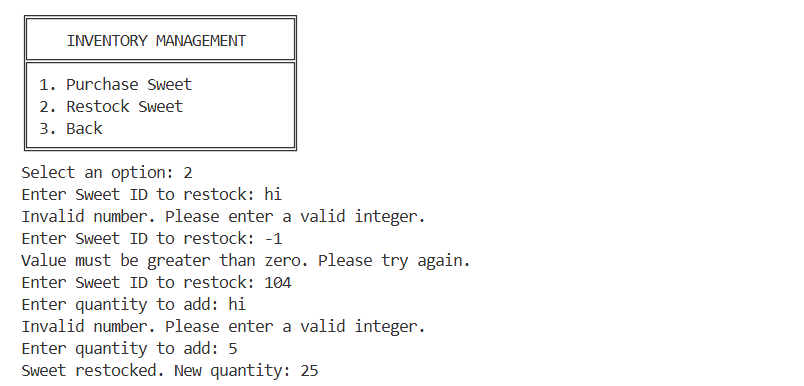 INVENTORY MANAGEMENT
1. Purchase Sweet
2. Restock Sweet
3. Back
Select an option: 2
Enter Sweet ID to restock: hi
Invalid number. Please enter a valid integer.
Enter Sweet ID to restock: -1
Value must be greater than zero. Please try again.
Enter Sweet ID to restock: 104
Enter quantity to add: hi
Invalid number. Please enter a valid integer.
Enter quantity to add: 5
Sweet restocked. New quantity: 25